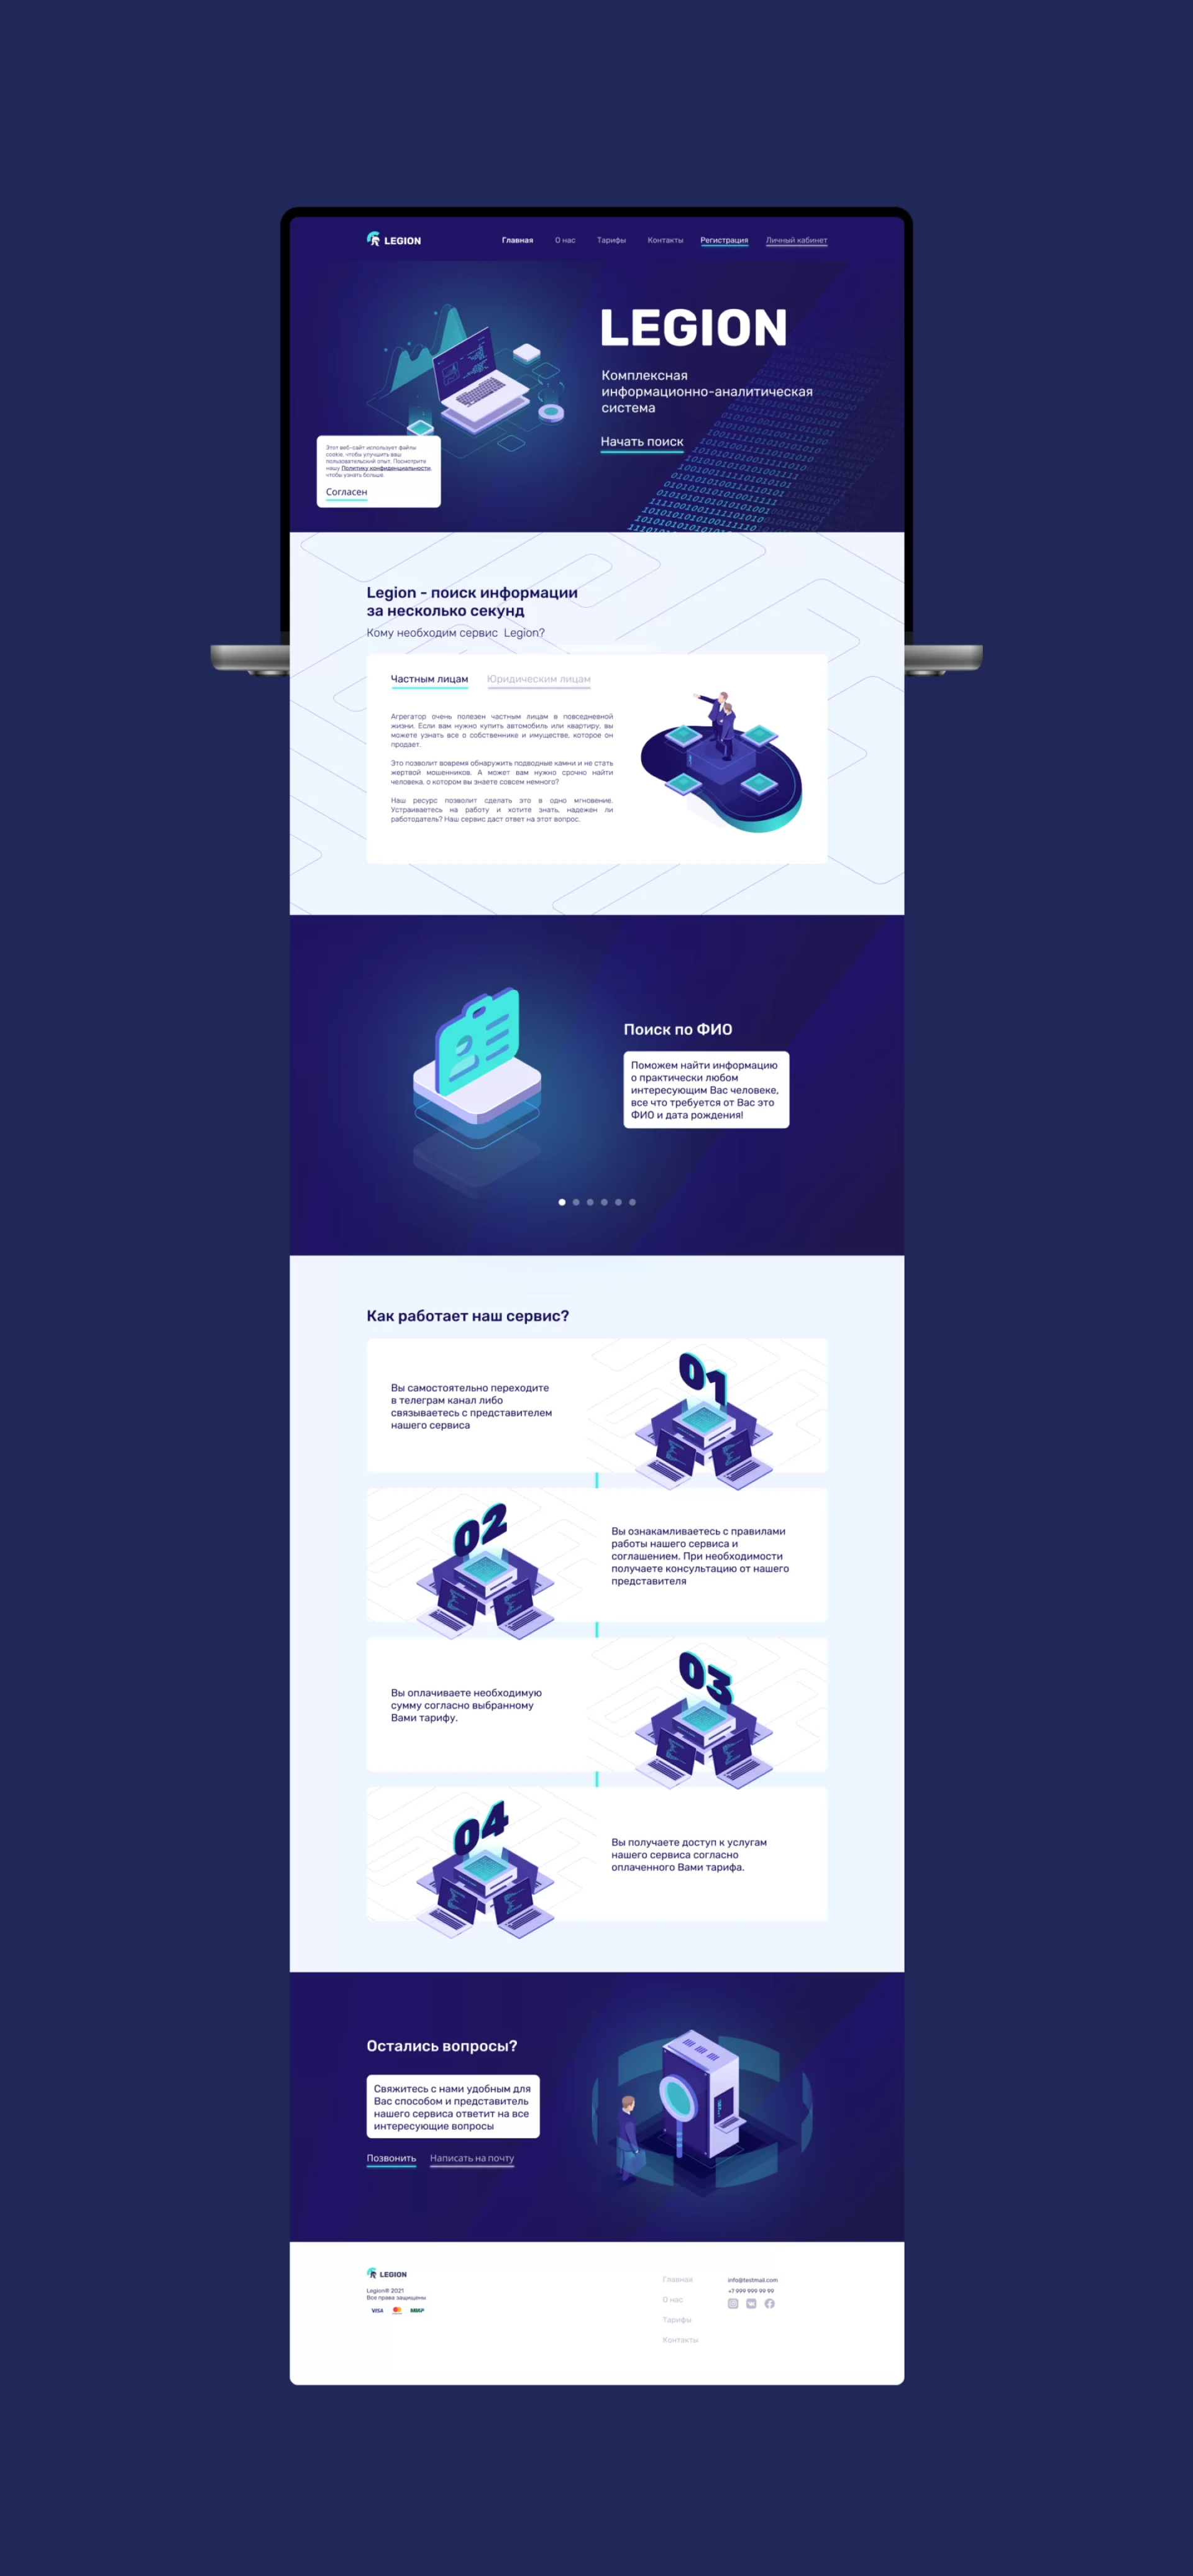 LEGION
Главная О нас Тарифы Контакты Регистрация Личный кабинет
LEGION
Комплексная
информационно-аналитическая
система
Начать поиск
Этот веб-сайт использует файлы
cookie, чтобы улучшить ваш
пользовательский опыт. Посмотрите
нашу Политику конфиденциальности,
чтобы узнать больше.
Согласен
Legion - поиск информации
за несколько секунд
Кому необходим сервис Legion?
Частным лицам Юридическим лицам
Агрегатор очень полезен частным лицам в повседневной
жизни. Если вам нужно купить автомобиль или квартиру, вы
можете узнать все о собственнике и имуществе, которое он
продает.
Это позволит вовремя обнаружить подводные камни и не стать
жертвой мошенников. А может вам нужно срочно найти
человека, о котором вы знаете совсем немного?
Наш ресурс позволит сделать это в одно мгновение.
Устраиваетесь на работу и хотите знать, надежен ли
работодатель? Наш сервис даст ответ на этот вопрос.
Поиск по ФИО
Поможем найти информацию
о практически любом
интересующим Вас человеке,
все что требуется от Вас это
ФИО и дата рождения!
Как работает наш сервис?
01
Вы самостоятельно переходите
в телеграм канал либо
связываетесь с представителем
нашего сервиса
02
Вы ознакамливаетесь с правилами
работы нашего сервиса и
соглашением. При необходимости
получаете консультацию от нашего
представителя
03
Вы оплачиваете необходимую
сумму согласно выбранному
Вами тарифу.
04
Вы получаете доступ к услугам
нашего сервиса согласно
оплаченного Вами тарифа.
Остались вопросы?
Свяжитесь с нами удобным для
Вас способом и представитель
нашего сервиса ответит на все
интересующие вопросы
Позвонить Написать на почту
LEGION
Legion® 2021
Все права защищены
VISA МИР
Главная
О нас
Тарифы
Контакты
info@testmail.com
+7 999 999 99 99